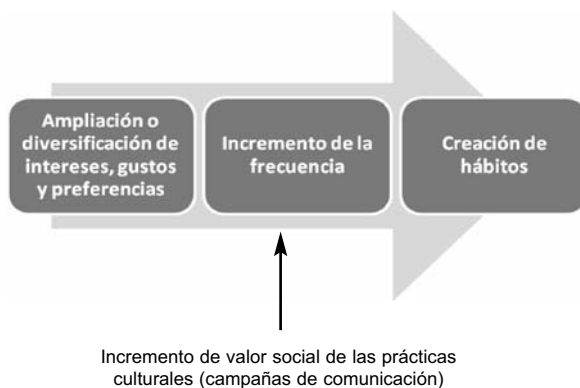 Ampliación o
diversificación de
intereses, gustos
y preferencias
Incremento de la
frecuencia
Creación de
hábitos
Incremento de valor social de las prácticas
culturales (campañas de comunicación)